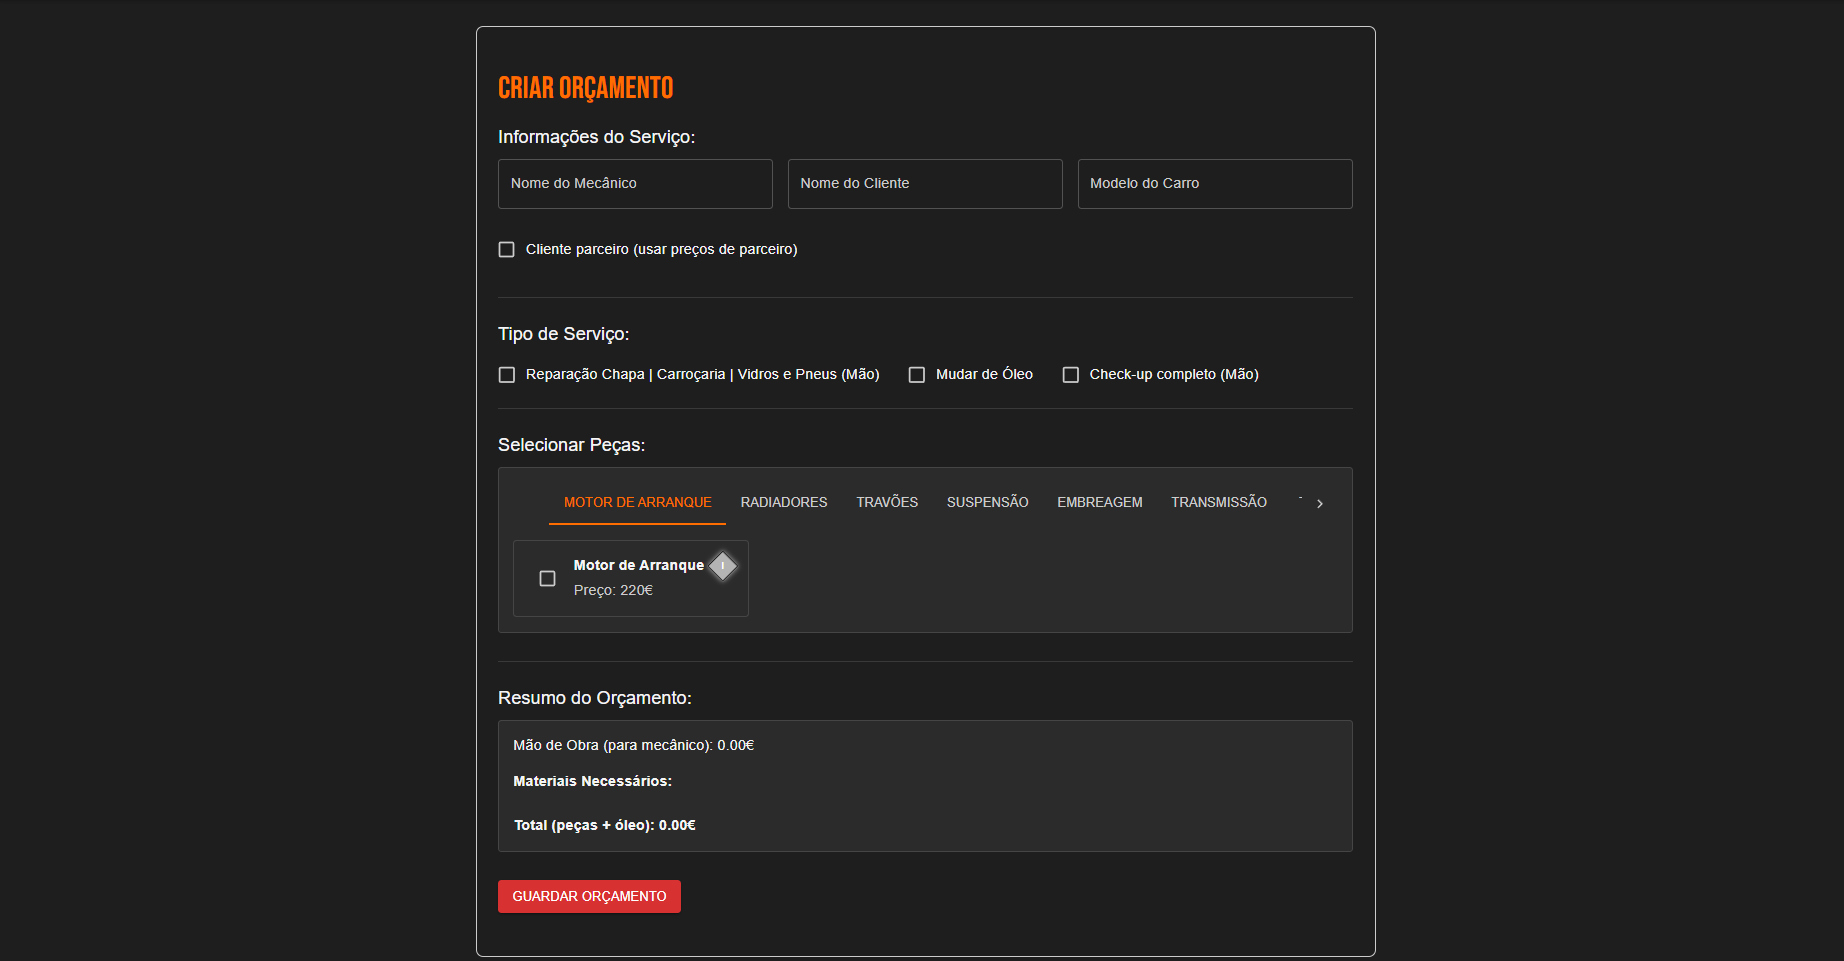 CRIAR ORÇAMENTO
Informações do Serviço:
Nome do Mecânico Nome do Cliente Modelo do Carro
Cliente parceiro (usar preços de parceiro)
Tipo de Serviço:
Reparação Chapa | Carroçaria | Vidros e Pneus (Mão) Mudar de Óleo Check-up completo (Mão)
Selecionar Peças:
MOTOR DE ARRANQUE RADIADORES TRAVÕES SUSPENSÃO EMBREAGEM TRANSMISSÃO
Motor de Arranque I
Preço: 220€
Resumo do Orçamento:
Mão de Obra (para mecânico): 0.00€
Materiais Necessários:
Total (peças + óleo): 0.00€
GUARDAR ORÇAMENTO